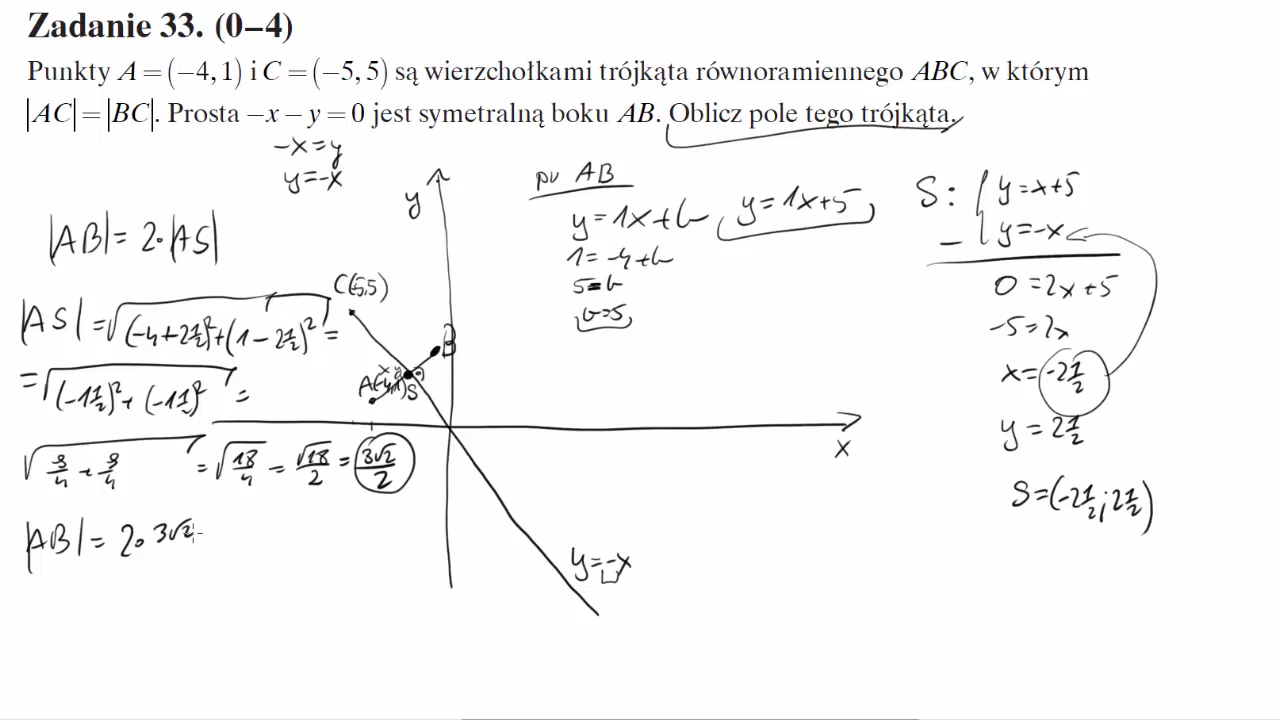 Zadanie 33. (0–4)
Punkty A = (−4, 1) i C = (−5, 5) są wierzchołkami trójkąta równoramiennego ABC, w którym
|AC| = |BC|. Prosta −x − y = 0 jest symetralną boku AB. Oblicz pole tego trójkąta.
-x=y
y=-x
|AB| = 2·|AS|
|AS| = √((-4+2½)²+(1-2½)²) =
= √((-1½)²+(-1½)²) =
√(9/4 + 9/4) = √(18/4) = √18/2 = 3√2/2
|AB| = 2· 3√2
y
C(-5,5)
B
A(-4,1)
S
x
y=-x
pr AB
y=1x+b
y=1x+5
1=-4+b
5=b
b=5
S: { y=x+5
y=-x
−
0=2x+5
-5=2x
x=-2½
y=2½
S=(-2½; 2½)